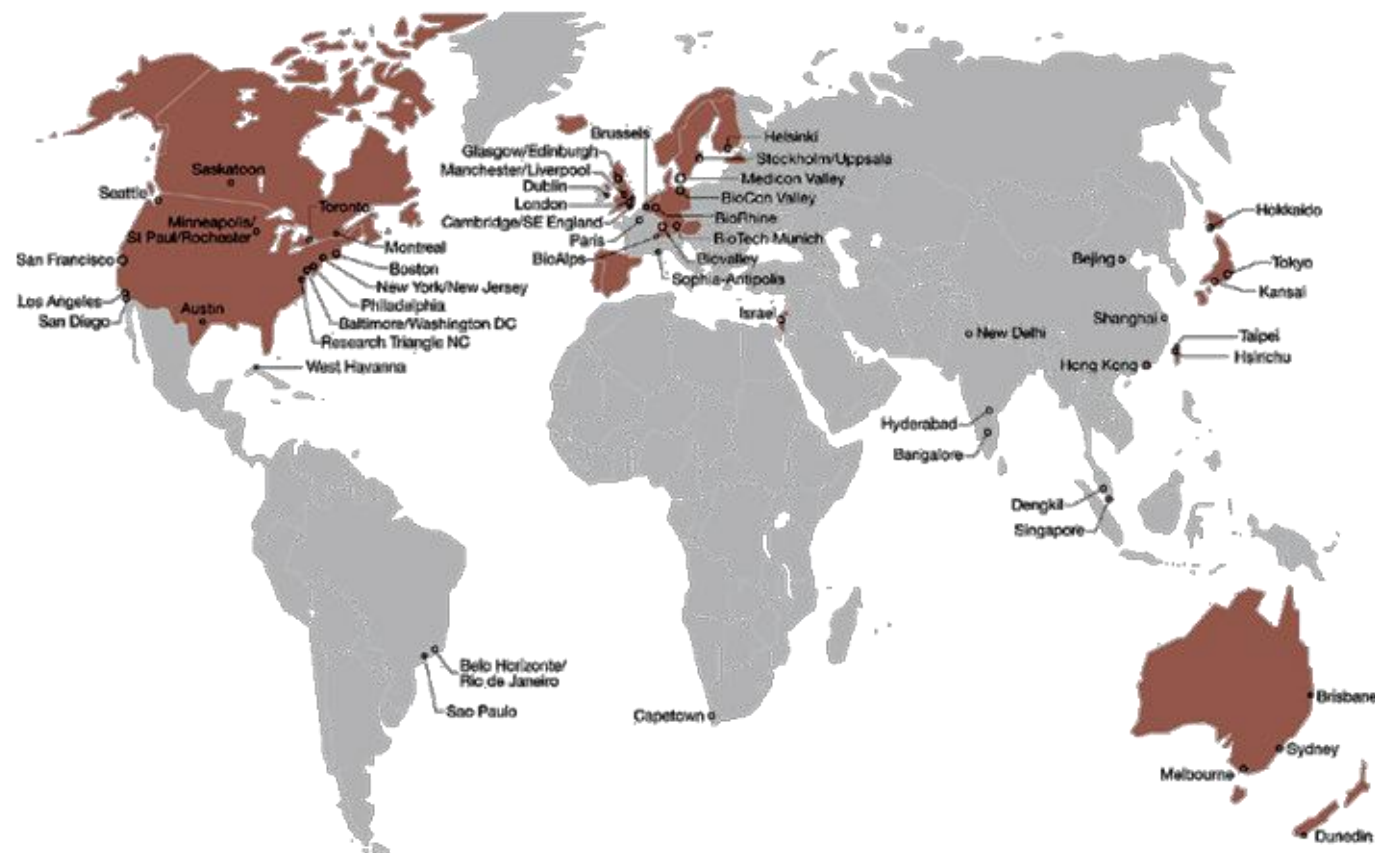 Saskatoon
Seattle
Minneapolis/
St Paul/Rochester
Toronto
Montreal
San Francisco
Boston
New York/New Jersey
Los Angeles
San Diego
Austin
Philadelphia
Baltimore/Washington DC
Research Triangle NC
West Havanna
Belo Horizonte/
Rio de Janeiro
Sao Paulo
Brussels
Glasgow/Edinburgh
Manchester/Liverpool
Dublin
London
Cambridge/SE England
Paris
BioAlps
Helsinki
Stockholm/Uppsala
Medicon Valley
BioCon Valley
BioRhine
BioTech Munich
Biovalley
Sophia-Antipolis
Israel
Capetown
New Delhi
Hyderabad
Bangalore
Dengkil
Singapore
Bejing
Shanghai
Hong Kong
Hokkaido
Tokyo
Kansai
Taipei
Hsinchu
Brisbane
Sydney
Melbourne
Dunedin